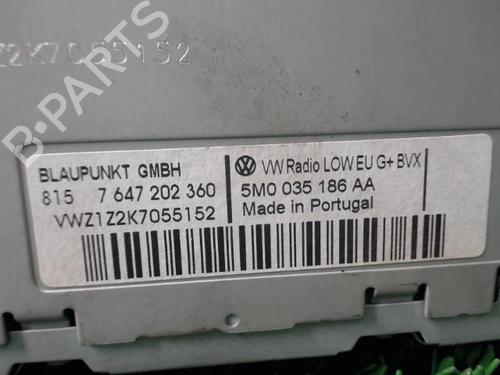 Z2K7055152
BLAUPUNKT GMBH
815 7 647 202 360
VWZ1Z2K7055152
VW Radio LOW EU G+ BVX
5M0 035 186 AA
Made in Portugal
B-PARTS